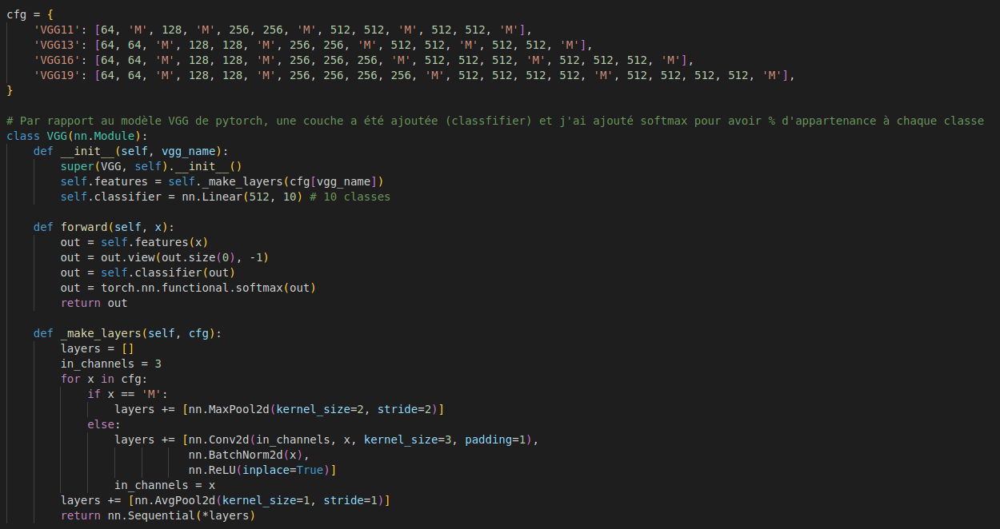 cfg = {
    'VGG11': [64, 'M', 128, 'M', 256, 256, 'M', 512, 512, 'M', 512, 512, 'M'],
    'VGG13': [64, 64, 'M', 128, 128, 'M', 256, 256, 'M', 512, 512, 'M', 512, 512, 'M'],
    'VGG16': [64, 64, 'M', 128, 128, 'M', 256, 256, 256, 'M', 512, 512, 512, 'M', 512, 512, 512, 'M'],
    'VGG19': [64, 64, 'M', 128, 128, 'M', 256, 256, 256, 256, 'M', 512, 512, 512, 512, 'M', 512, 512, 512, 512, 'M'],
}

# Par rapport au modèle VGG de pytorch, une couche a été ajoutée (classfifier) et j'ai ajouté softmax pour avoir % d'appartenance à chaque classe
class VGG(nn.Module):
    def __init__(self, vgg_name):
        super(VGG, self).__init__()
        self.features = self._make_layers(cfg[vgg_name])
        self.classifier = nn.Linear(512, 10) # 10 classes

    def forward(self, x):
        out = self.features(x)
        out = out.view(out.size(0), -1)
        out = self.classifier(out)
        out = torch.nn.functional.softmax(out)
        return out

    def _make_layers(self, cfg):
        layers = []
        in_channels = 3
        for x in cfg:
            if x == 'M':
                layers += [nn.MaxPool2d(kernel_size=2, stride=2)]
            else:
                layers += [nn.Conv2d(in_channels, x, kernel_size=3, padding=1),
                           nn.BatchNorm2d(x),
                           nn.ReLU(inplace=True)]
                in_channels = x
        layers += [nn.AvgPool2d(kernel_size=1, stride=1)]
        return nn.Sequential(*layers)